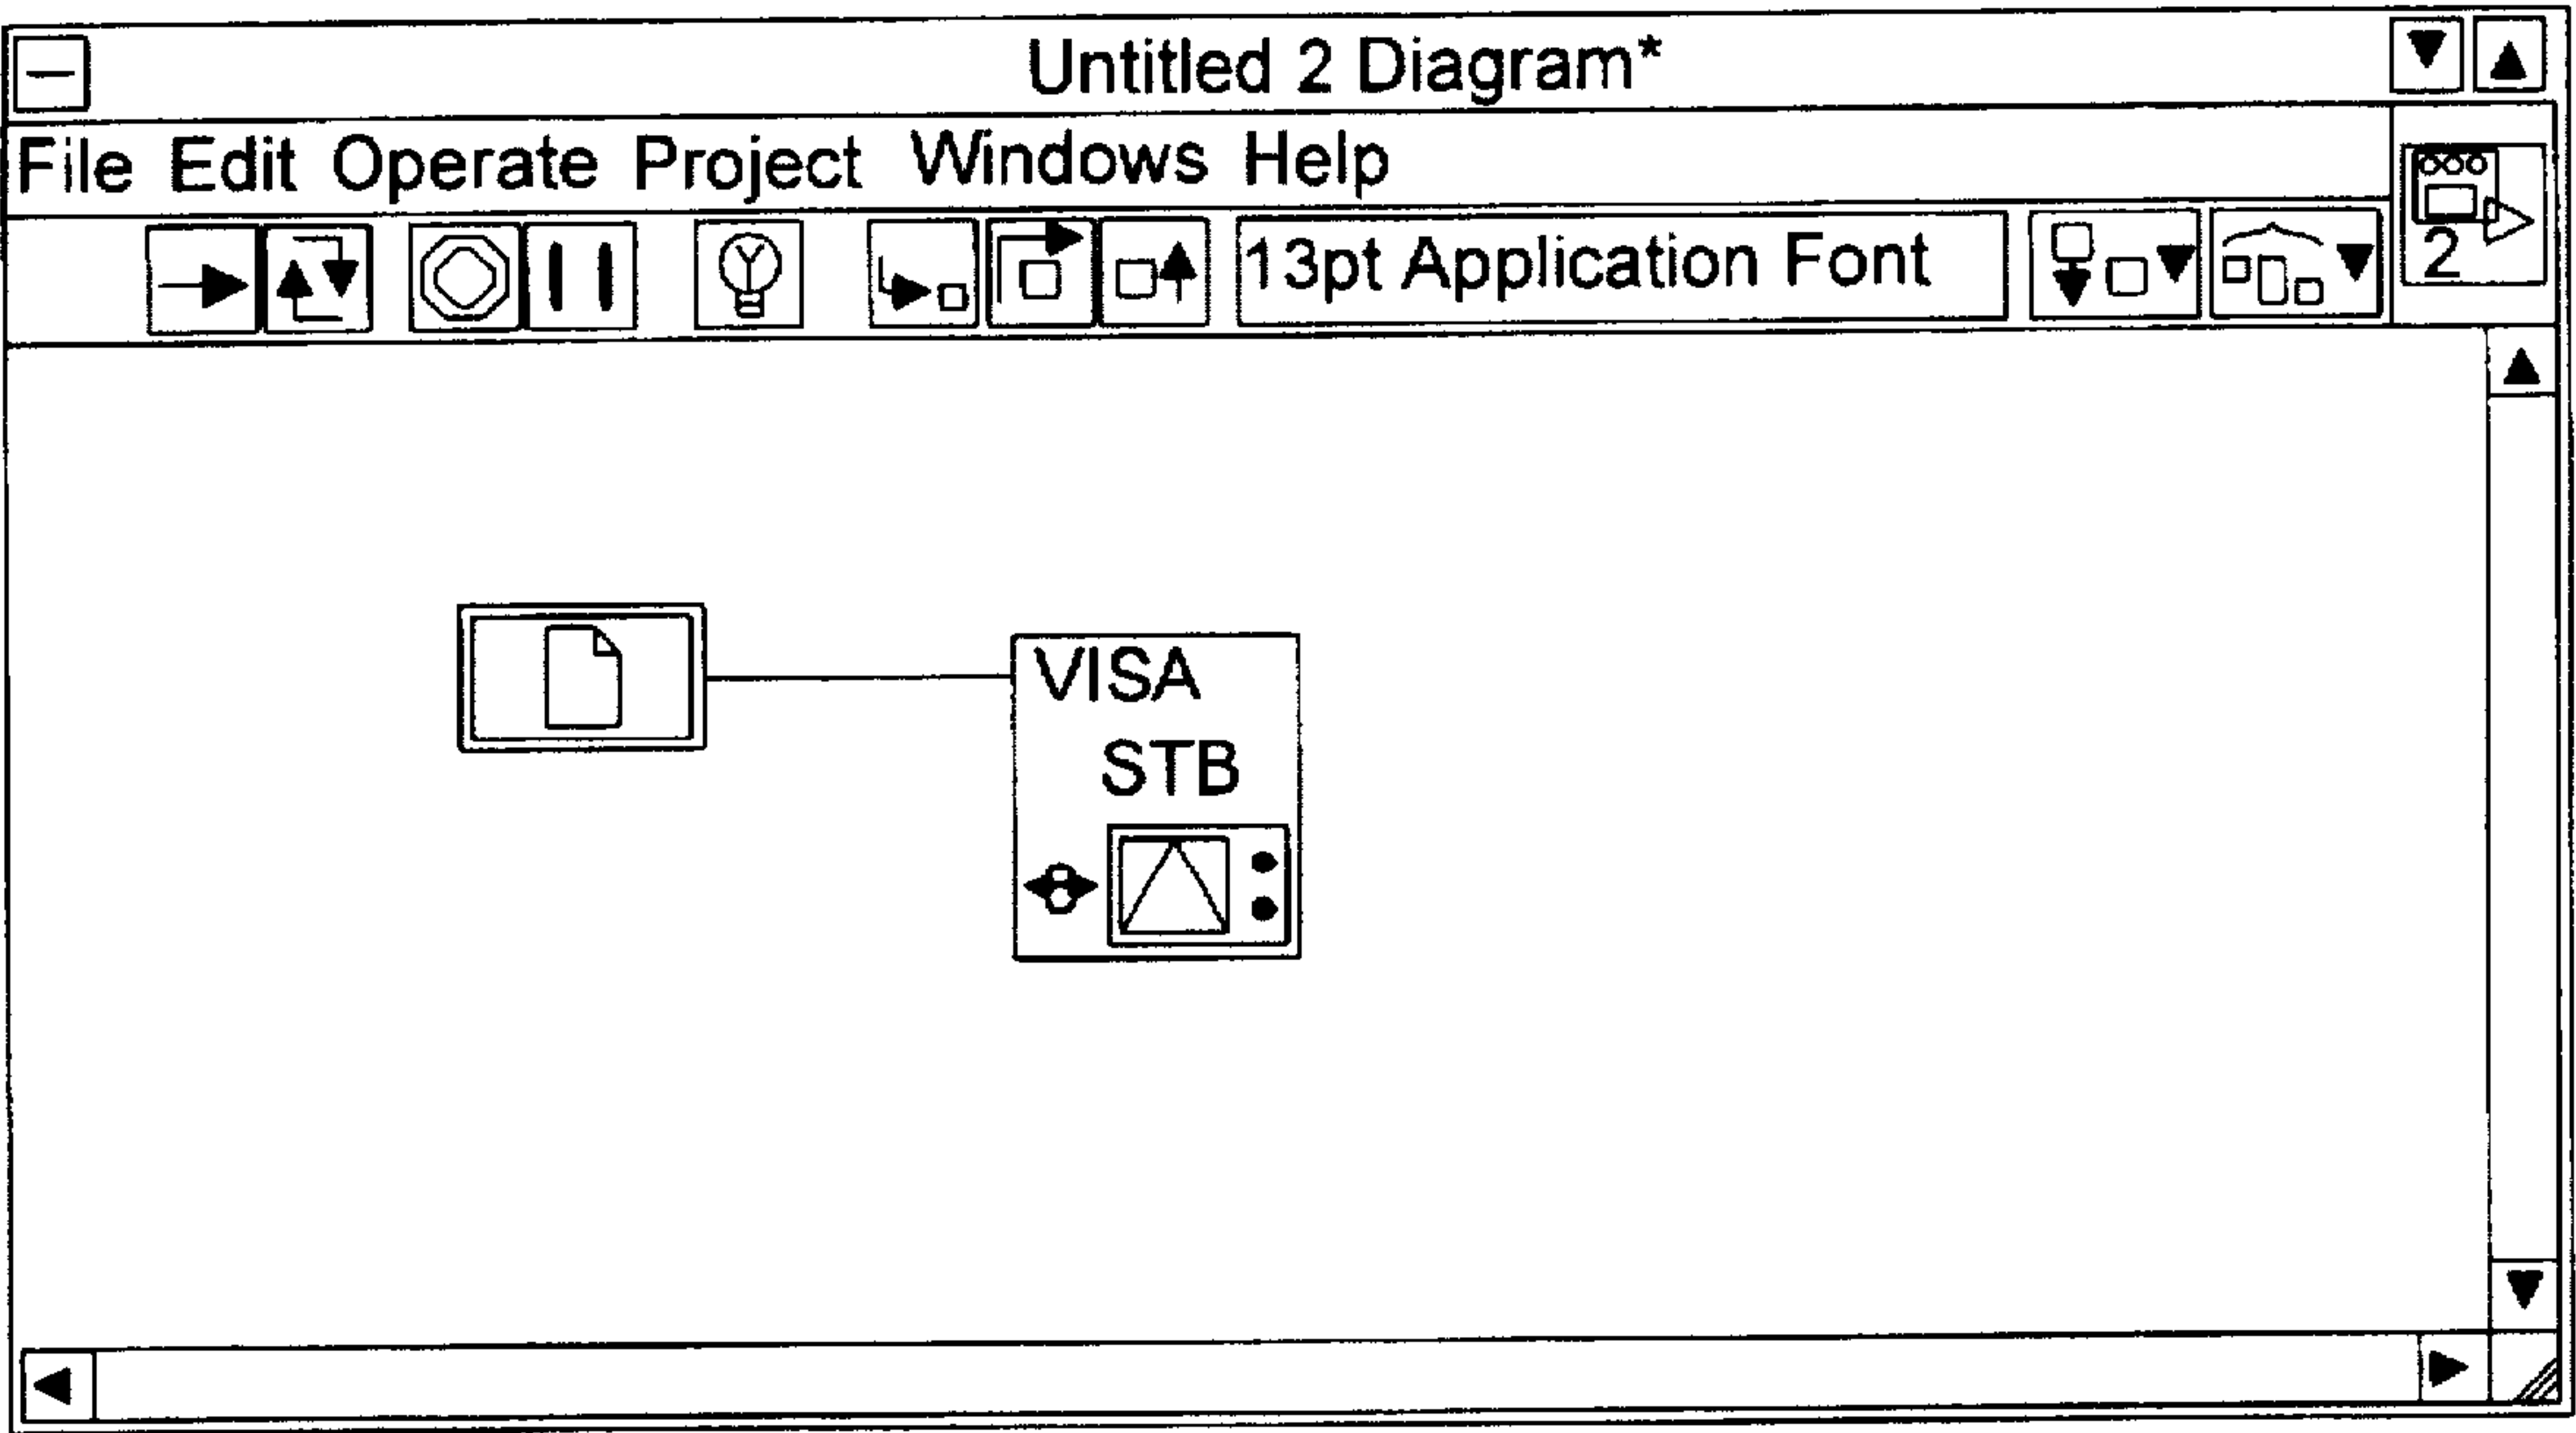 Untitled 2 Diagram*
File Edit Operate Project Windows Help
13pt Application Font
2
VISA
STB